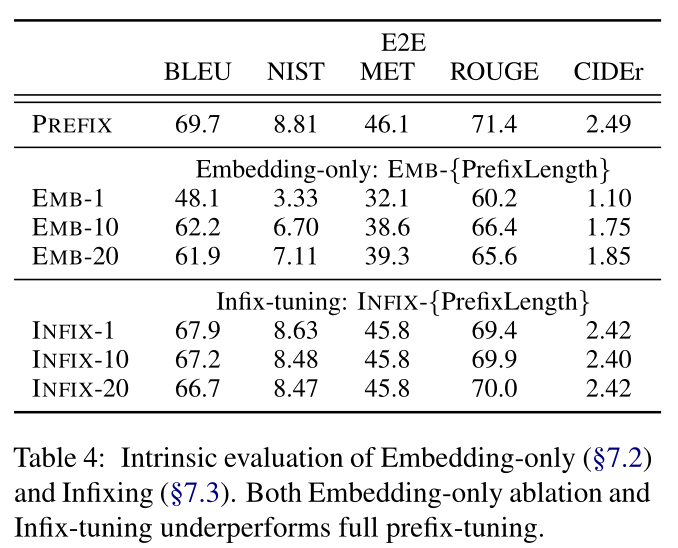 E2E
BLEU NIST MET ROUGE CIDEr
PREFIX 69.7 8.81 46.1 71.4 2.49
Embedding-only: EMB-{PrefixLength}
EMB-1 48.1 3.33 32.1 60.2 1.10
EMB-10 62.2 6.70 38.6 66.4 1.75
EMB-20 61.9 7.11 39.3 65.6 1.85
Infix-tuning: INFIX-{PrefixLength}
INFIX-1 67.9 8.63 45.8 69.4 2.42
INFIX-10 67.2 8.48 45.8 69.9 2.40
INFIX-20 66.7 8.47 45.8 70.0 2.42
Table 4: Intrinsic evaluation of Embedding-only (§7.2)
and Infixing (§7.3). Both Embedding-only ablation and
Infix-tuning underperforms full prefix-tuning.